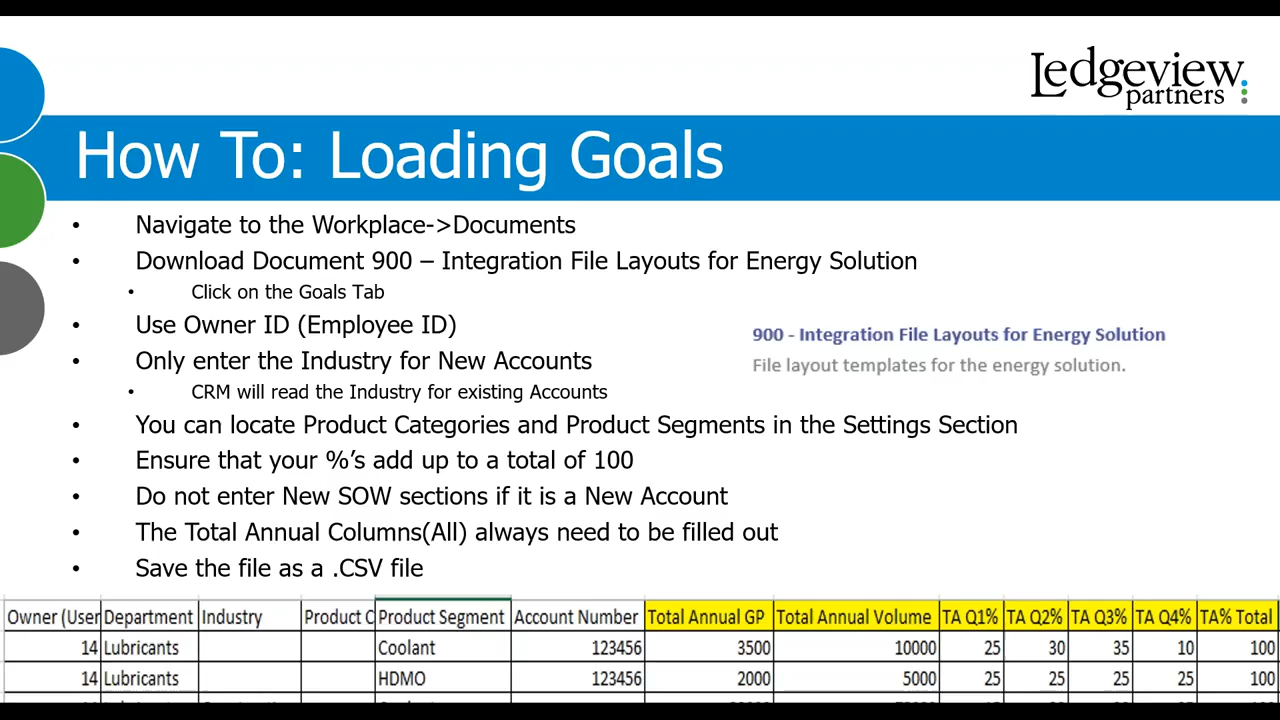 Ledgeview
partners
How To: Loading Goals
• Navigate to the Workplace->Documents
• Download Document 900 – Integration File Layouts for Energy Solution
• Click on the Goals Tab
• Use Owner ID (Employee ID)
• Only enter the Industry for New Accounts
• CRM will read the Industry for existing Accounts
900 - Integration File Layouts for Energy Solution
File layout templates for the energy solution.
• You can locate Product Categories and Product Segments in the Settings Section
• Ensure that your %’s add up to a total of 100
• Do not enter New SOW sections if it is a New Account
• The Total Annual Columns(All) always need to be filled out
• Save the file as a .CSV file
Owner (User Department Industry Product C Product Segment Account Number Total Annual GP Total Annual Volume TA Q1% TA Q2% TA Q3% TA Q4% TA% Total
14 Lubricants Coolant 123456 3500 10000 25 30 35 10 100
14 Lubricants HDMO 123456 2000 5000 25 25 25 25 100